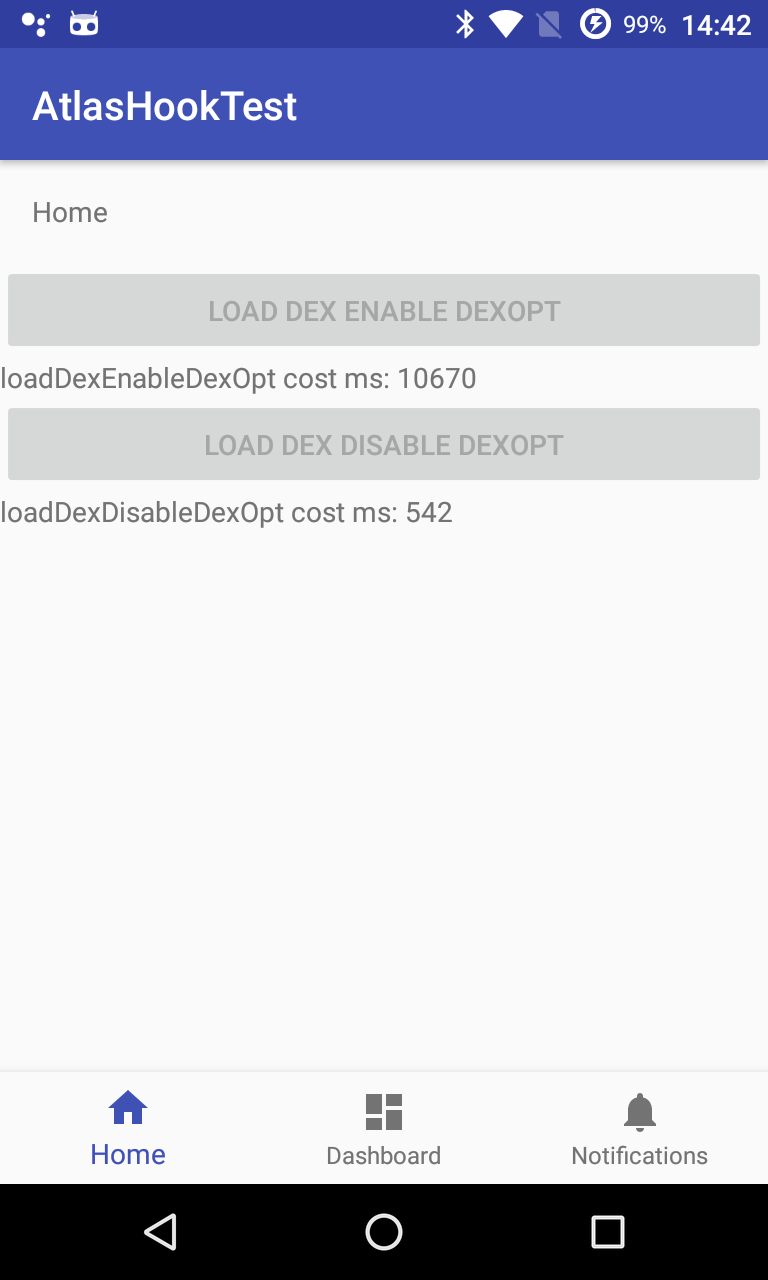 99% 14:42
AtlasHookTest
Home
LOAD DEX ENABLE DEXOPT
loadDexEnableDexOpt cost ms: 10670
LOAD DEX DISABLE DEXOPT
loadDexDisableDexOpt cost ms: 542
Home Dashboard Notifications